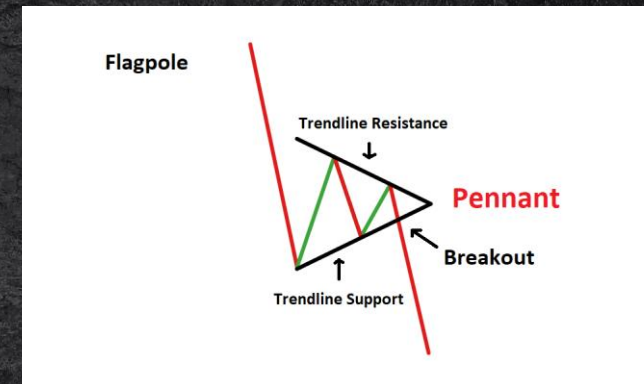 Flagpole
Trendline Resistance
Pennant
Breakout
Trendline Support